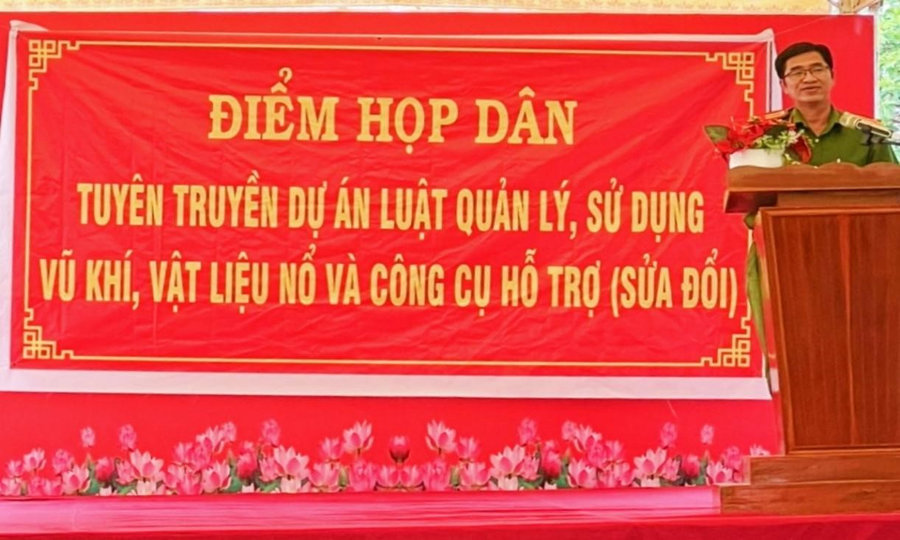 ĐIỂM HỌP DÂN
TUYÊN TRUYỀN DỰ ÁN LUẬT QUẢN LÝ, SỬ DỤNG
VŨ KHÍ, VẬT LIỆU NỔ VÀ CÔNG CỤ HỖ TRỢ (SỬA ĐỔI)